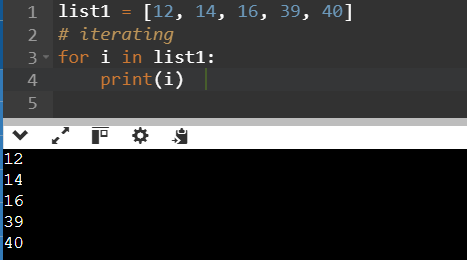 1 list1 = [12, 14, 16, 39, 40]
2 # iterating
3 for i in list1:
4     print(i)
5
12
14
16
39
40